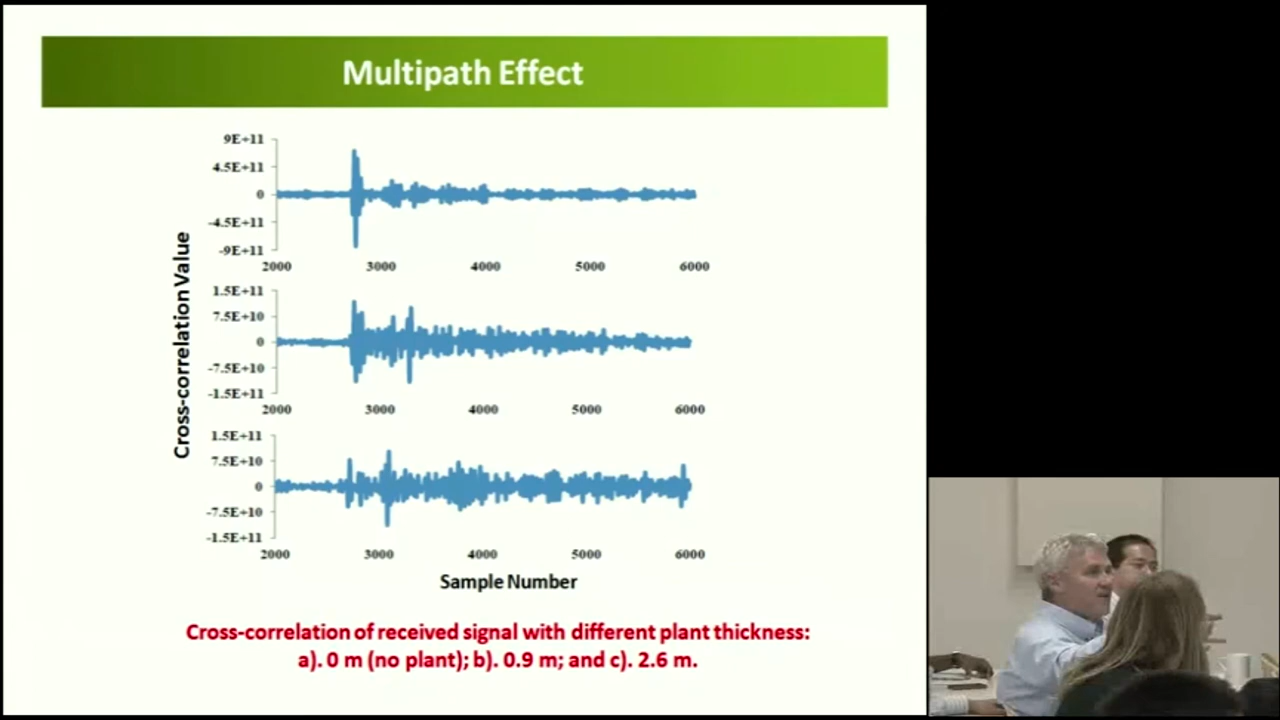 Multipath Effect
Cross-correlation Value
9E+11
4.5E+11
0
-4.5E+11
-9E+11
2000 3000 4000 5000 6000
1.5E+11
7.5E+10
0
-7.5E+10
-1.5E+11
2000 3000 4000 5000 6000
1.5E+11
7.5E+10
0
-7.5E+10
-1.5E+11
2000 3000 4000 5000 6000
Sample Number
Cross-correlation of received signal with different plant thickness:
a). 0 m (no plant); b). 0.9 m; and c). 2.6 m.